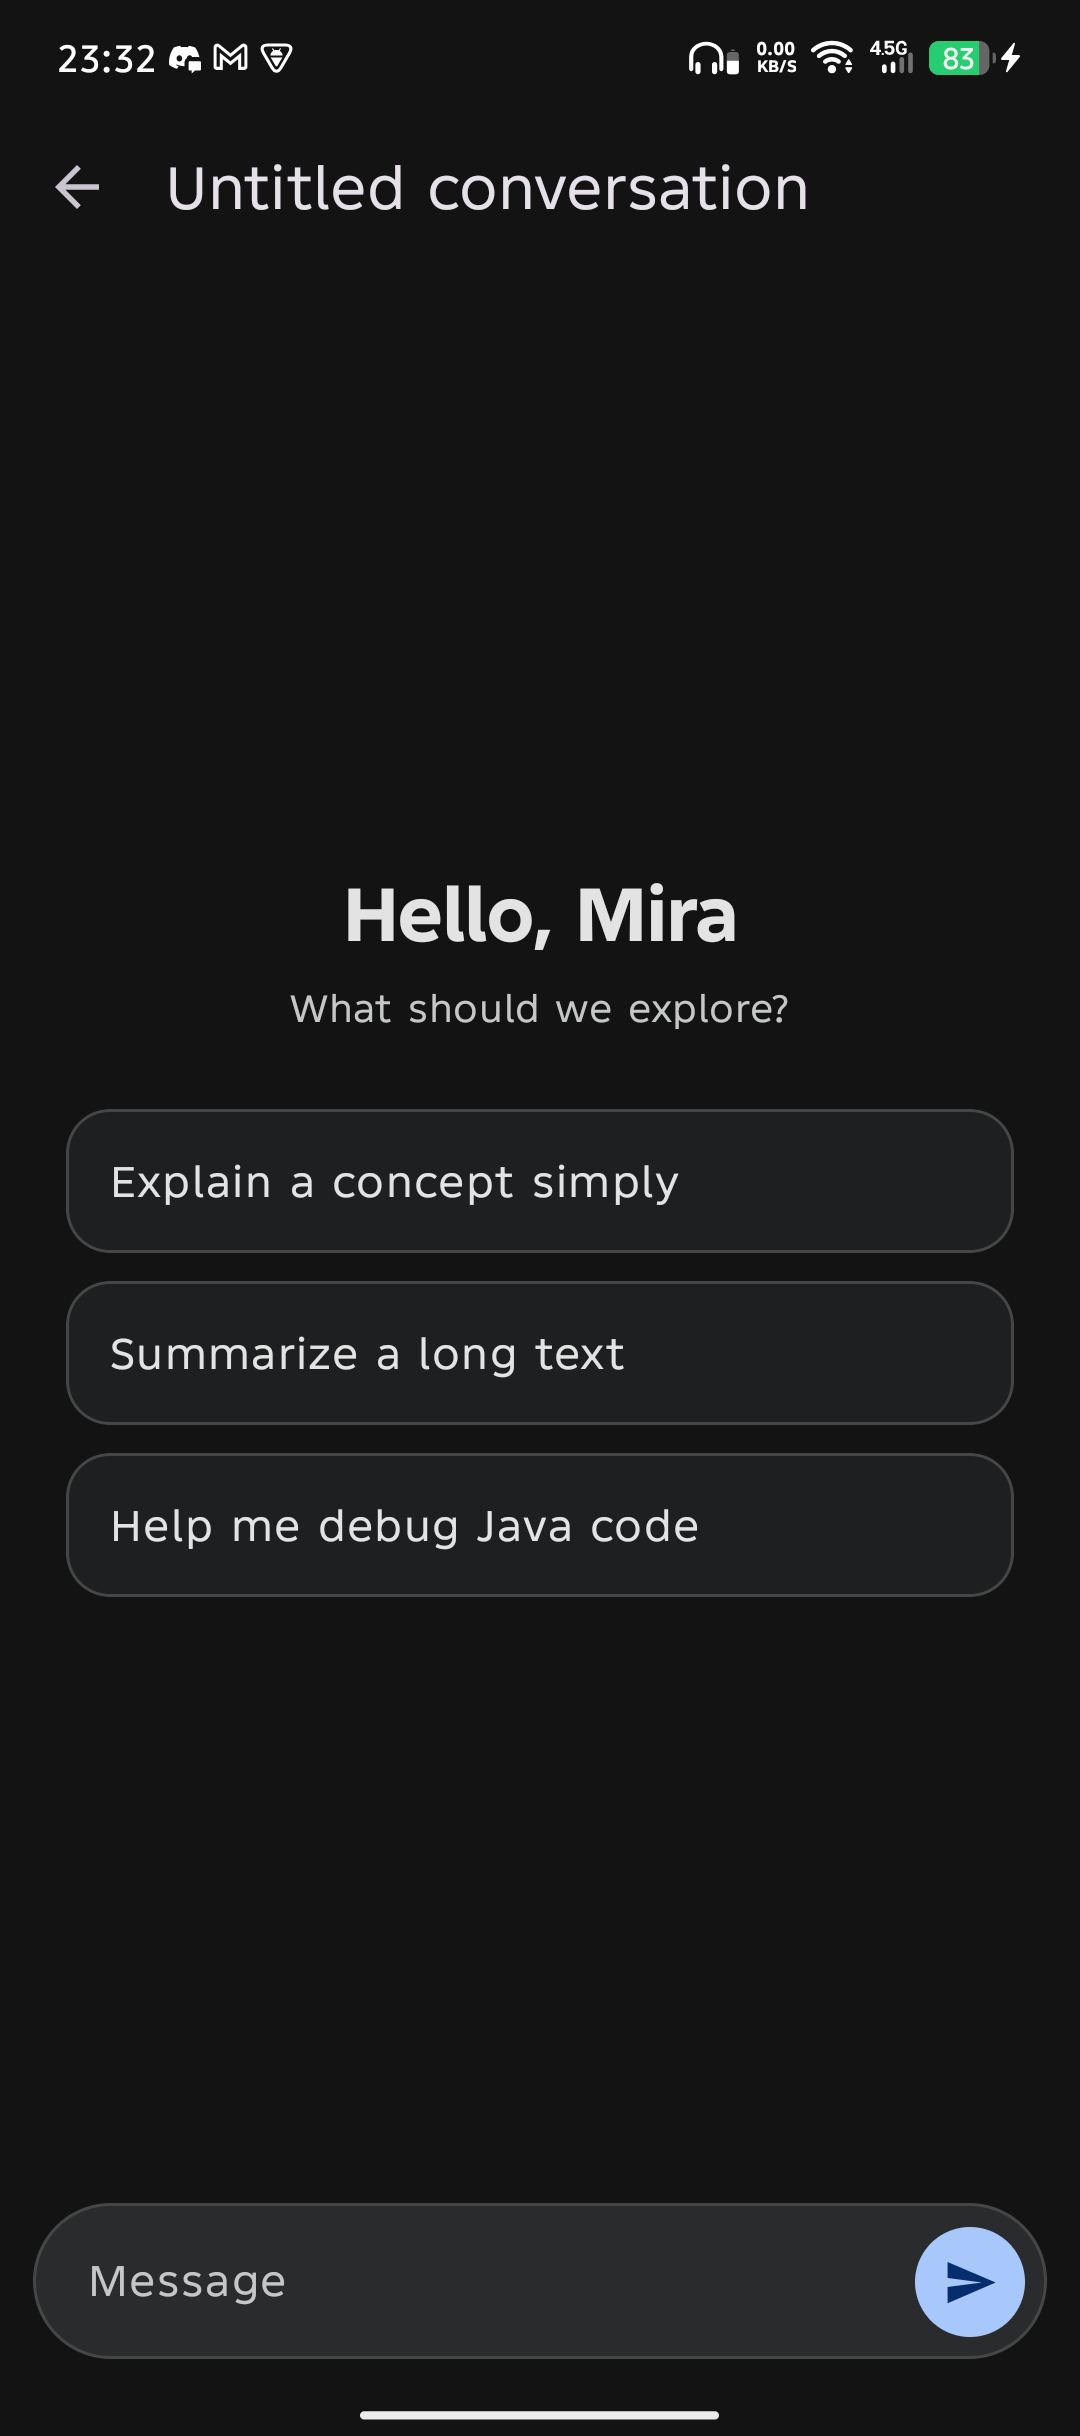 23:32 0.00 KB/S 4.5G 83
Untitled conversation
Hello, Mira
What should we explore?
Explain a concept simply
Summarize a long text
Help me debug Java code
Message